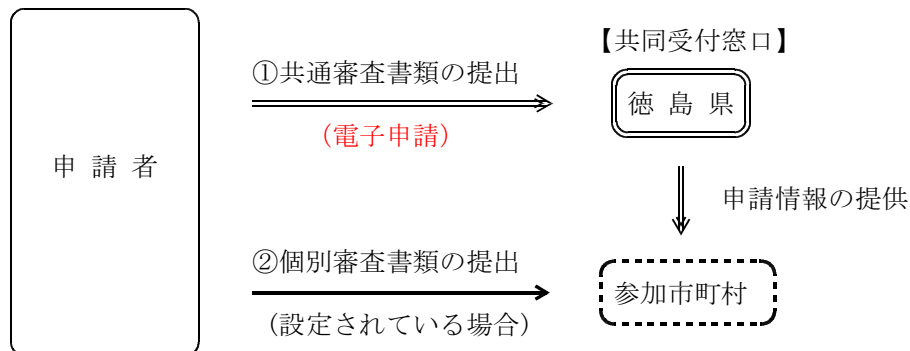 【共同受付窓口】
①共通審査書類の提出
徳島県
(電子申請)
申請者
申請情報の提供
②個別審査書類の提出
参加市町村
(設定されている場合)